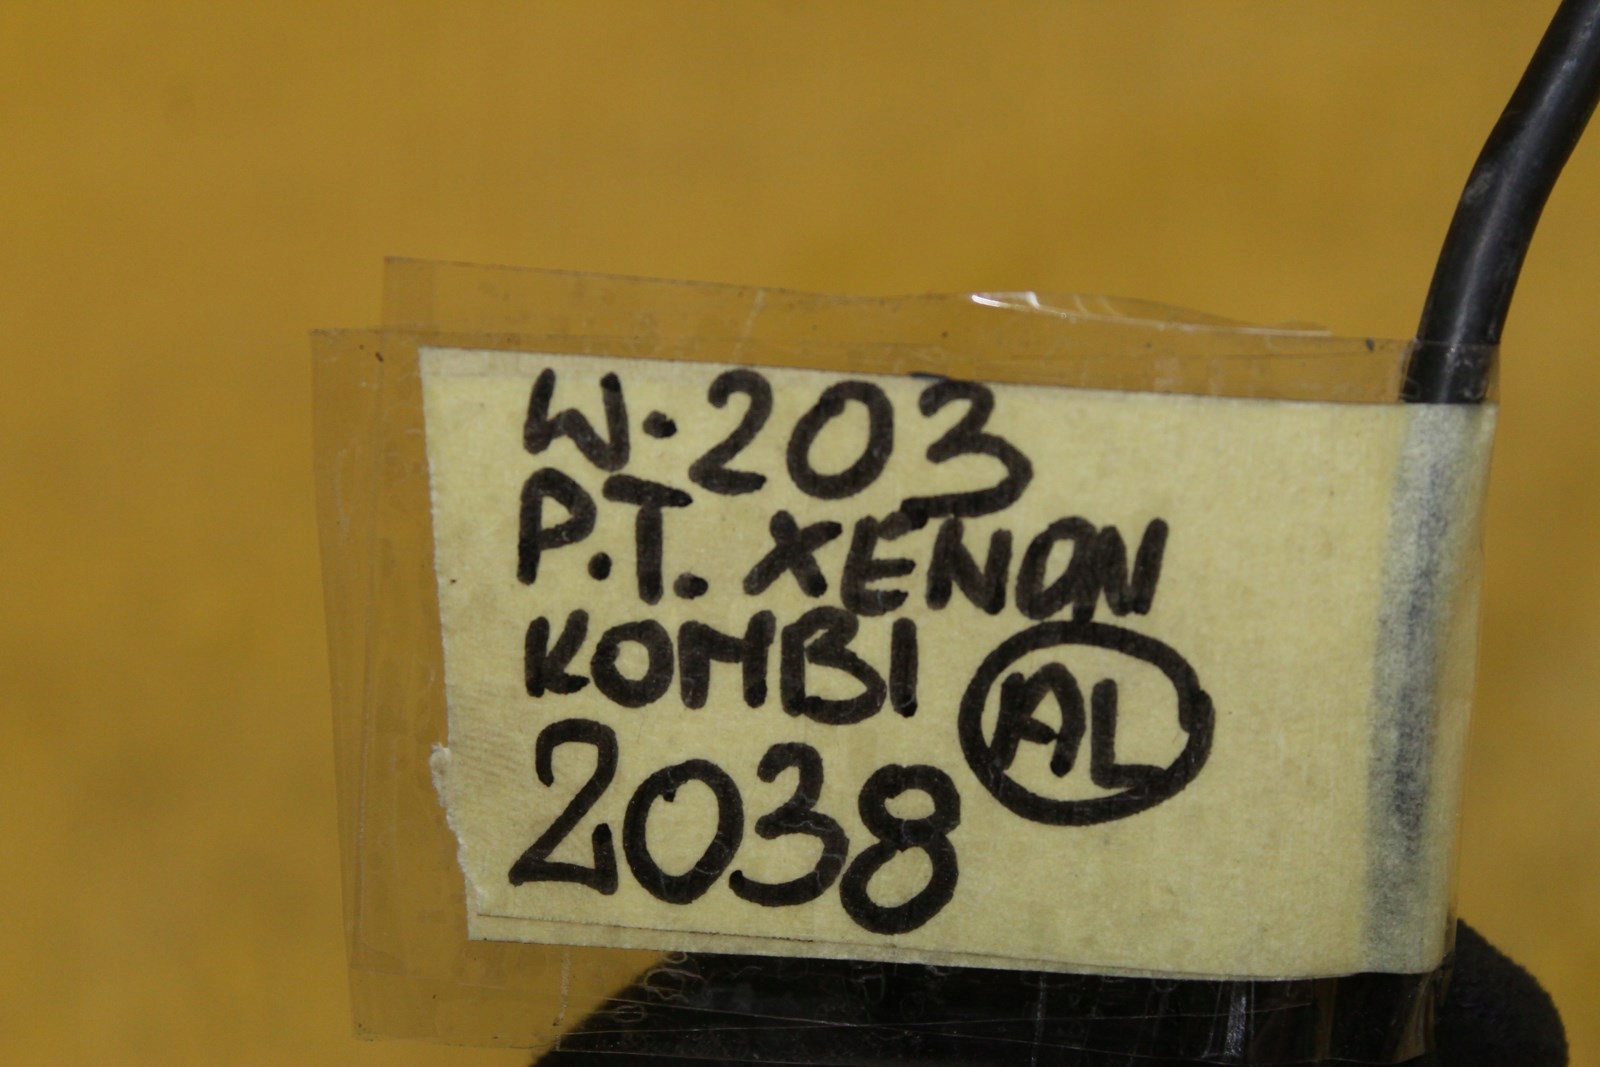 W.203
P.T. XENON
KOMBI
AL
2038